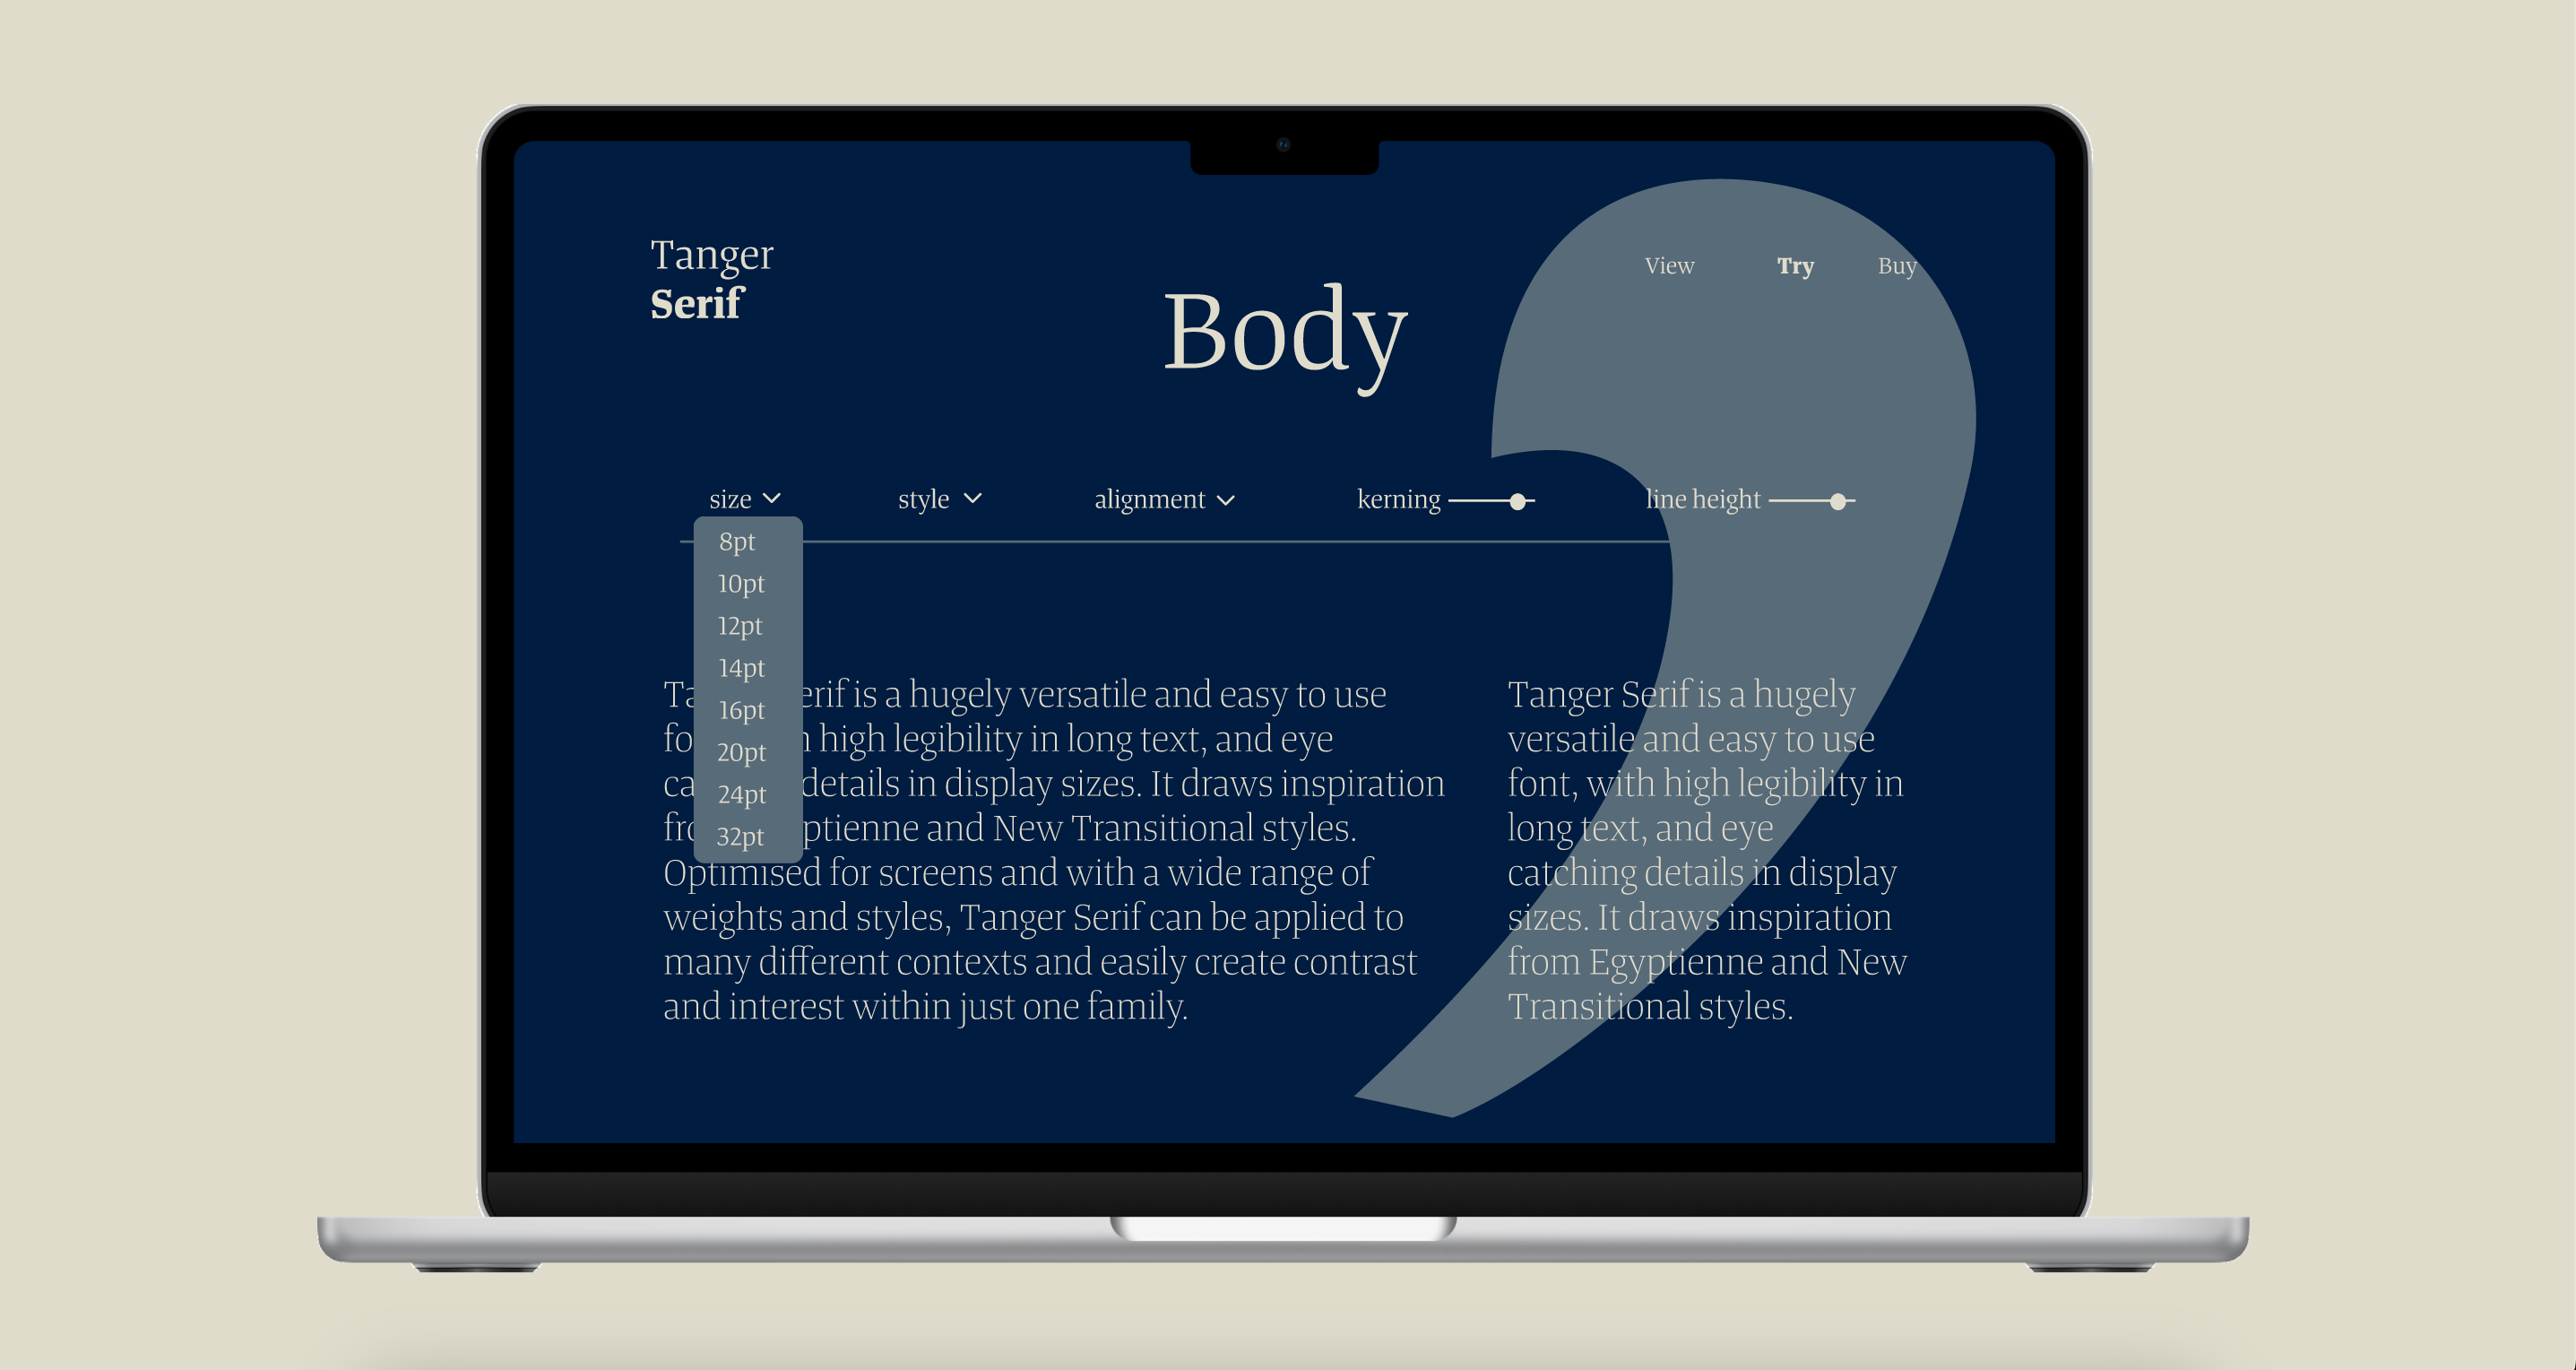 Tanger
Serif
View Try Buy
Body
size style alignment kerning line height
8pt
10pt
12pt
14pt
16pt
20pt
24pt
32pt
Ta erif is a hugely versatile and easy to use
fo h high legibility in long text, and eye
ca details in display sizes. It draws inspiration
fro ptienne and New Transitional styles.
Optimised for screens and with a wide range of
weights and styles, Tanger Serif can be applied to
many different contexts and easily create contrast
and interest within just one family.
Tanger Serif is a hugely
versatile and easy to use
font, with high legibility in
long text, and eye
catching details in display
sizes. It draws inspiration
from Egyptienne and New
Transitional styles.